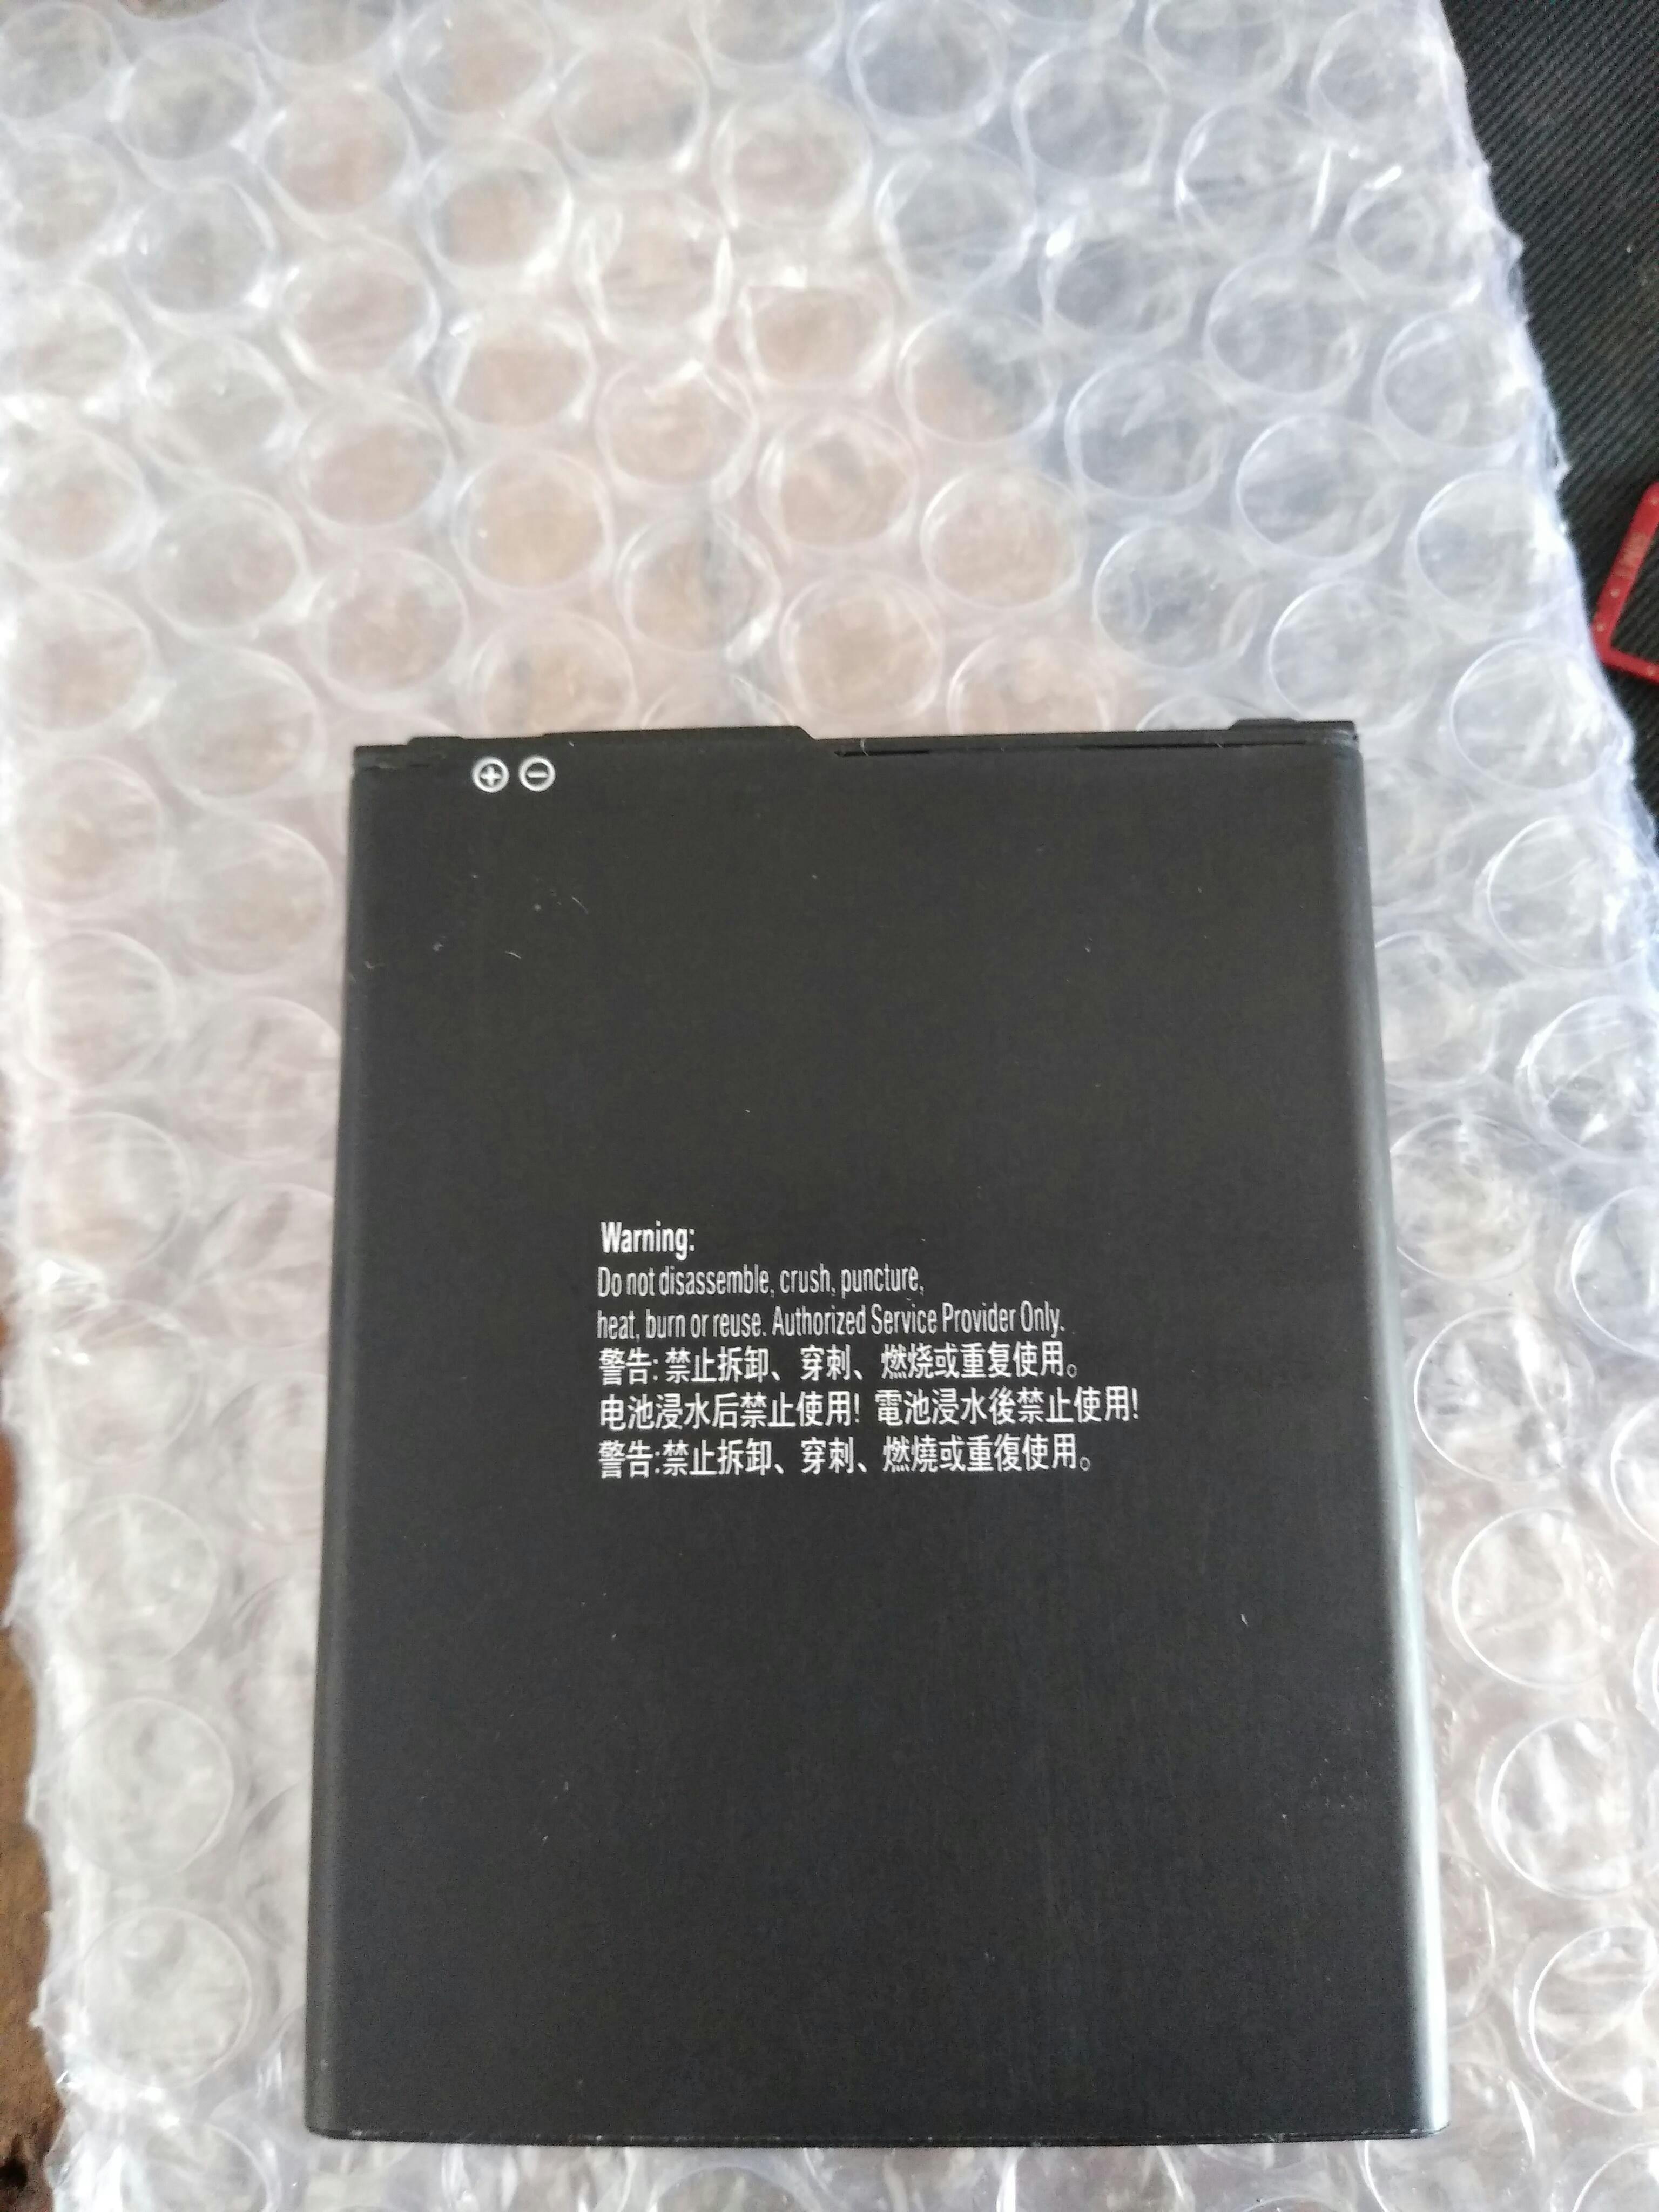 ⊕⊖
Warning:
Do not disassemble, crush, puncture,
heat, burn or reuse. Authorized Service Provider Only.
警告: 禁止拆卸、穿刺、燃烧或重复使用。
电池浸水后禁止使用! 電池浸水後禁止使用!
警告:禁止拆卸、穿刺、燃燒或重復使用。